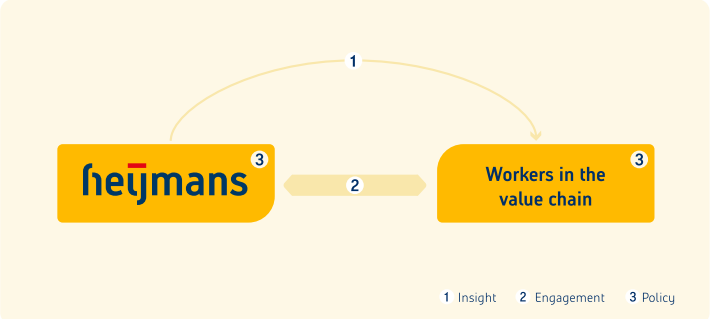 1
3
heijmans
2
3
Workers in the
value chain
1 Insight 2 Engagement 3 Policy